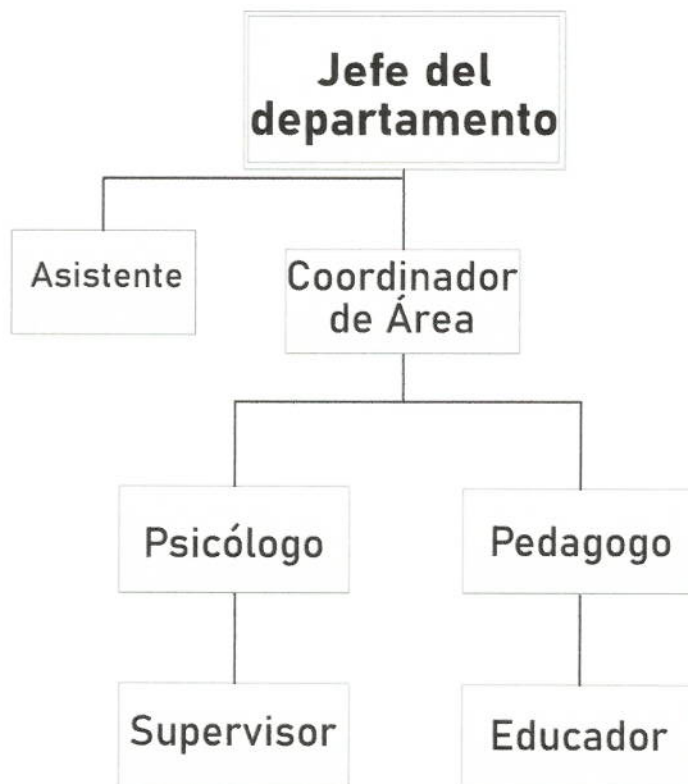 Jefe del
departamento
Asistente
Coordinador
de Área
Psicólogo
Pedagogo
Supervisor
Educador